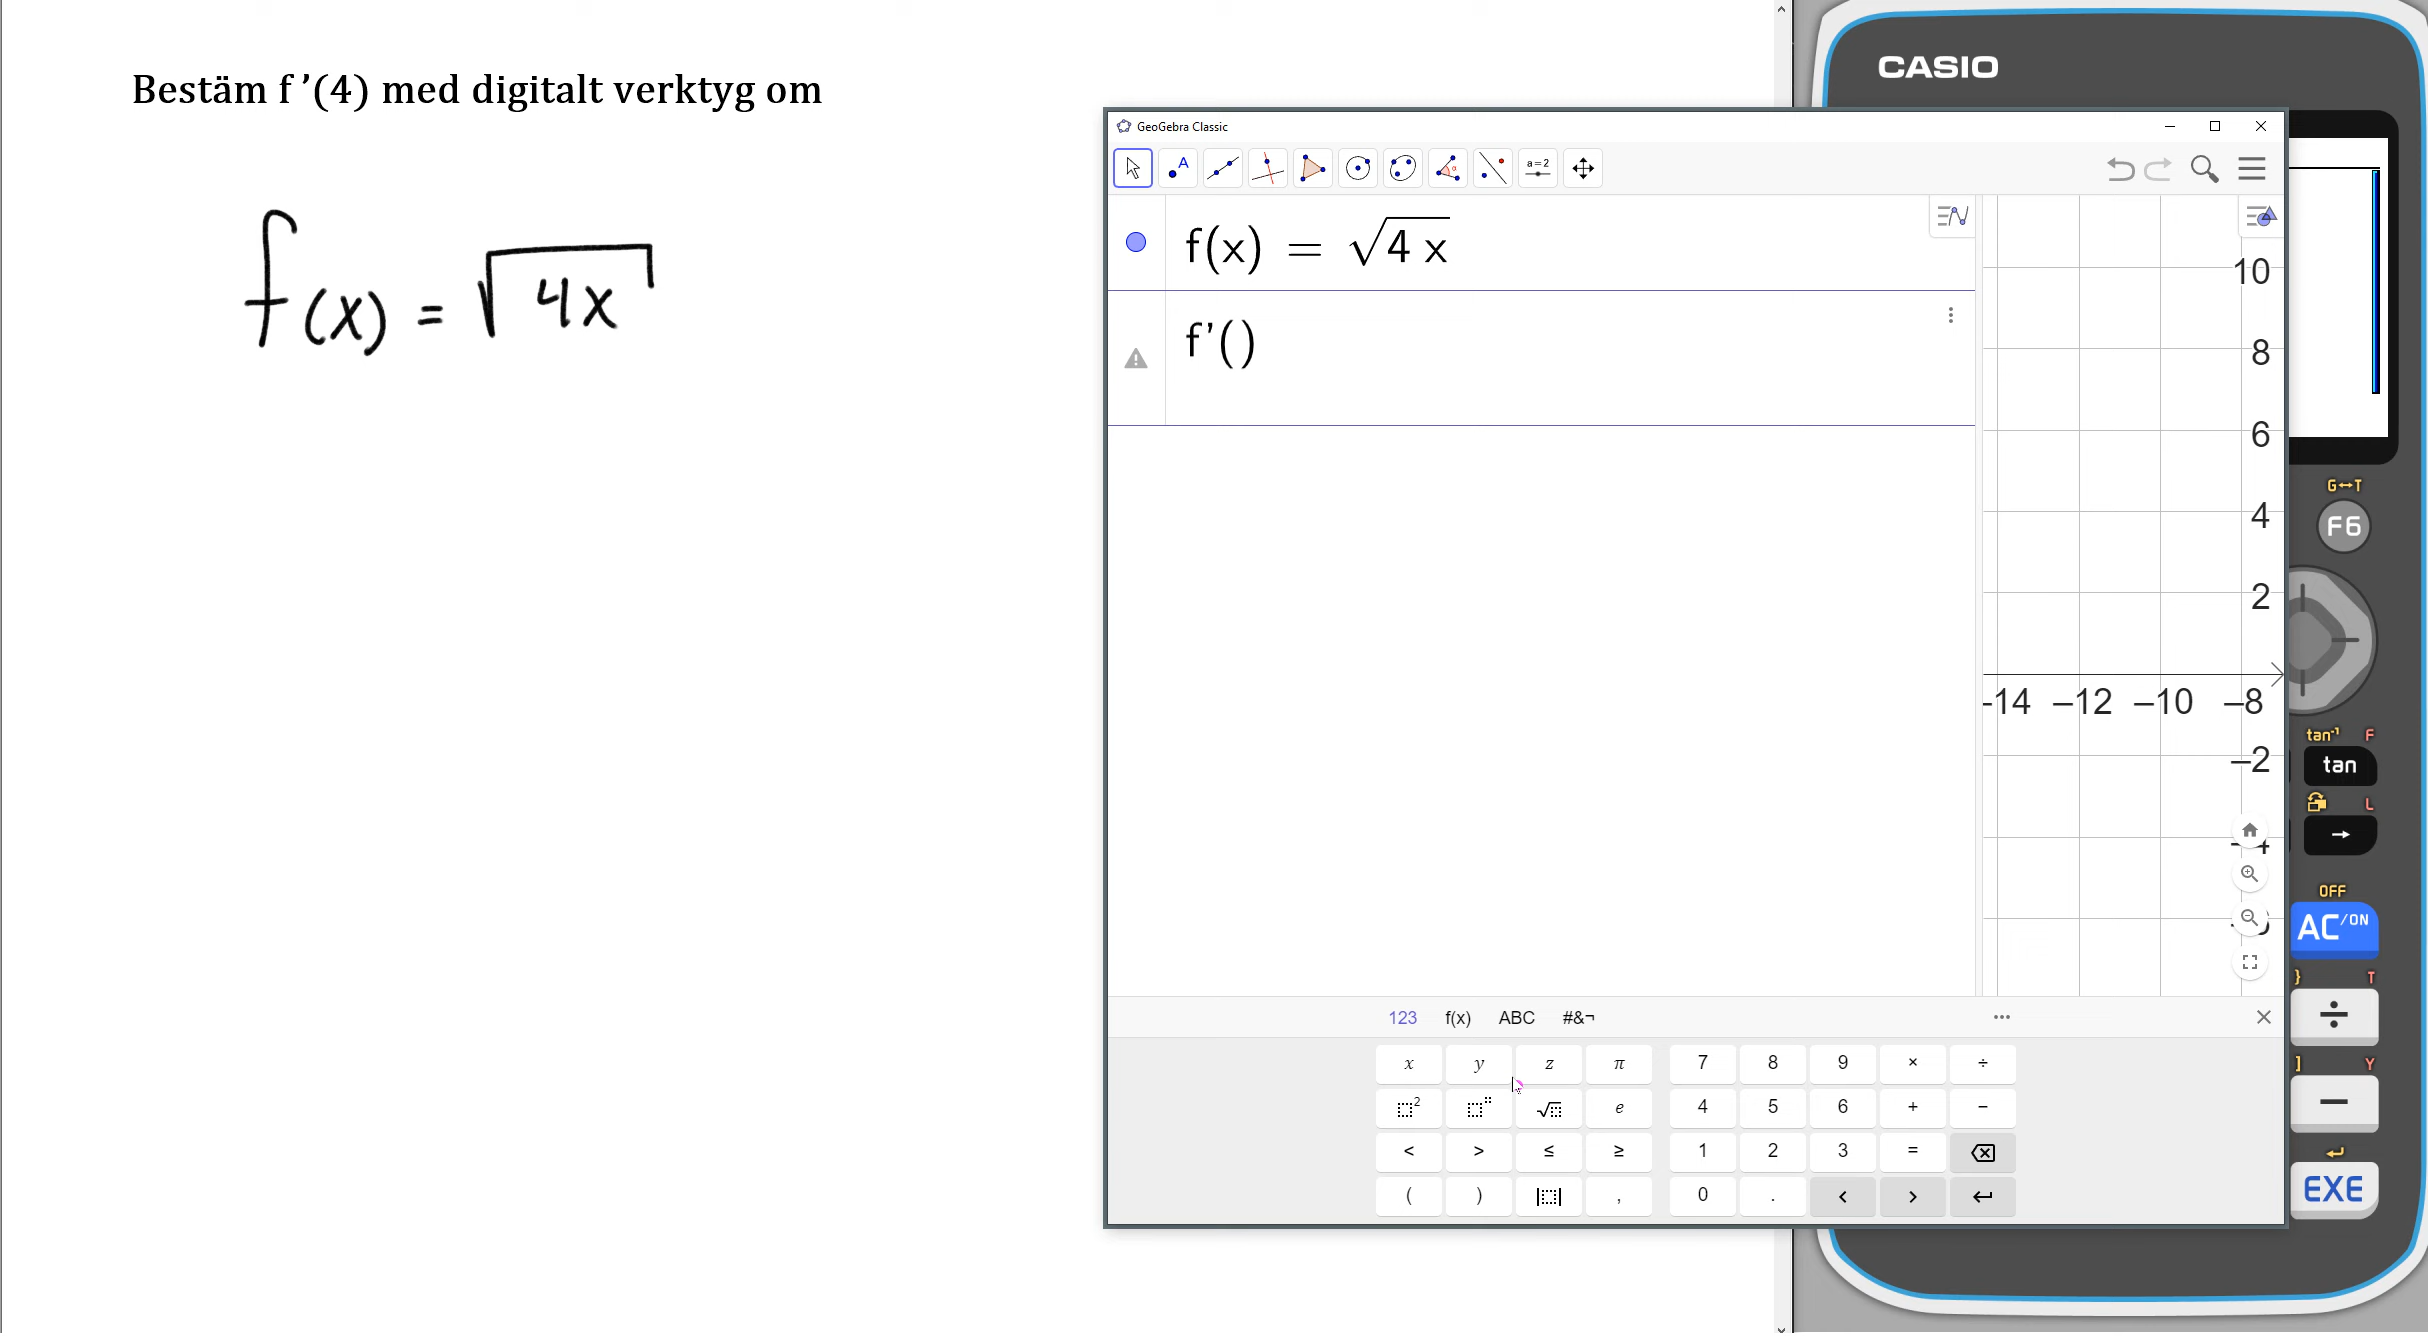 Bestäm f ’(4) med digitalt verktyg om
f(x) = √4x
CASIO
GeoGebra Classic
A
a=2
f(x) = √4 x
f’()
10
8
6
4
2
-14 –12 –10 –8
–2
G↔T
F6
tan⁻¹ F
tan
L
→
OFF
AC/ON
} T
÷
] Y
−
EXE
123 f(x) ABC #&¬ ...
x y z π 7 8 9 × ÷
□² □ √ e 4 5 6 + −
< > ≤ ≥ 1 2 3 = ⌫
( ) |□| , 0 . < > ↵